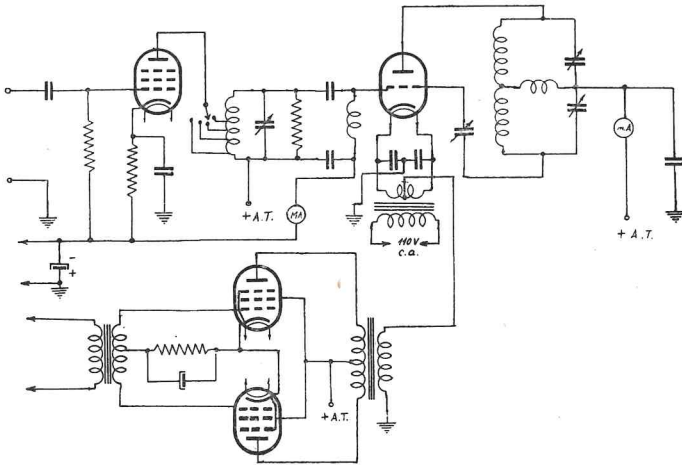 mA
+ A.T.
MA
+ A.T.
110V
c.a.
-
+
+ A.T.